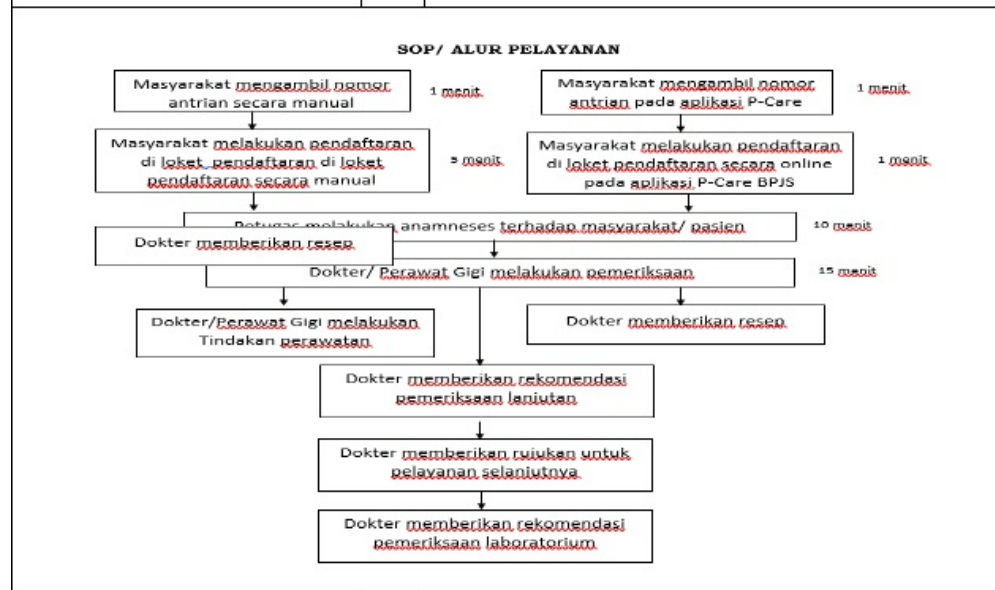 SOP/ ALUR PELAYANAN
Masyarakat mengambil nomor
antrian secara manual
1 menit
Masyarakat mengambil nomor
antrian pada aplikasi P-Care
1 menit
Masyarakat melakukan pendaftaran
di loket pendaftaran di loket
pendaftaran secara manual
5 menit
Masyarakat melakukan pendaftaran
di loket pendaftaran secara online
pada aplikasi P-Care BPJS
1 menit
Petugas melakukan anamneses terhadap masyarakat/ pasien
10 menit
Dokter memberikan resep
Dokter/ Perawat Gigi melakukan pemeriksaan
15 menit
Dokter/Perawat Gigi melakukan
Tindakan perawatan
Dokter memberikan resep
Dokter memberikan rekomendasi
pemeriksaan lanjutan
Dokter memberikan rujukan untuk
pelayanan selanjutnya
Dokter memberikan rekomendasi
pemeriksaan laboratorium